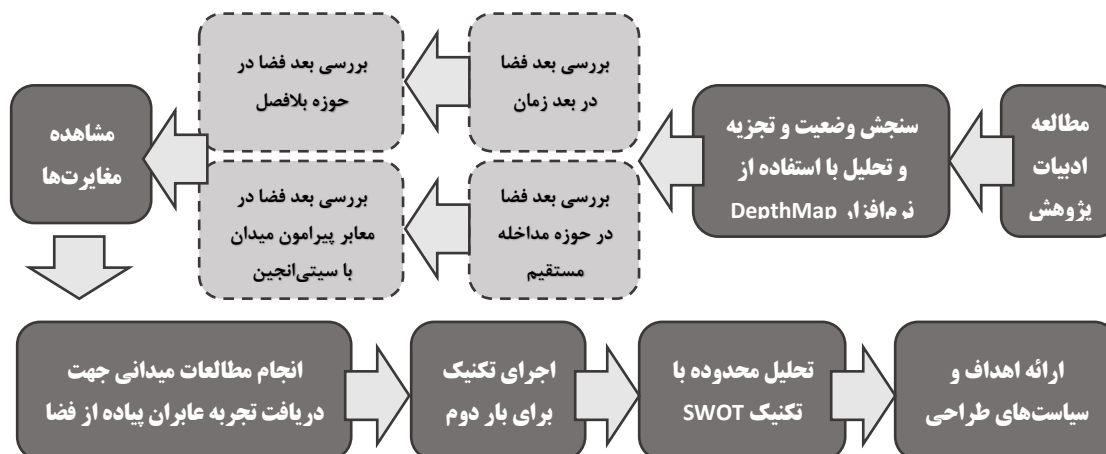 مطالعه
ادبیات
پژوهش
سنجش وضعیت و تجزیه
و تحلیل با استفاده از
نرم‌افزار DepthMap
بررسی بعد فضا
در بعد زمان
بررسی بعد فضا در
حوزه بلافصل
بررسی بعد فضا
در حوزه مداخله
مستقیم
بررسی بعد فضا در
معابر پیرامون میدان
با سیتی‌انجین
مشاهده
مغایرت‌ها
انجام مطالعات میدانی جهت
دریافت تجربه عابران پیاده از فضا
اجرای تکنیک
برای بار دوم
تحلیل محدوده با
تکنیک SWOT
ارائه اهداف و
سیاست‌های طراحی